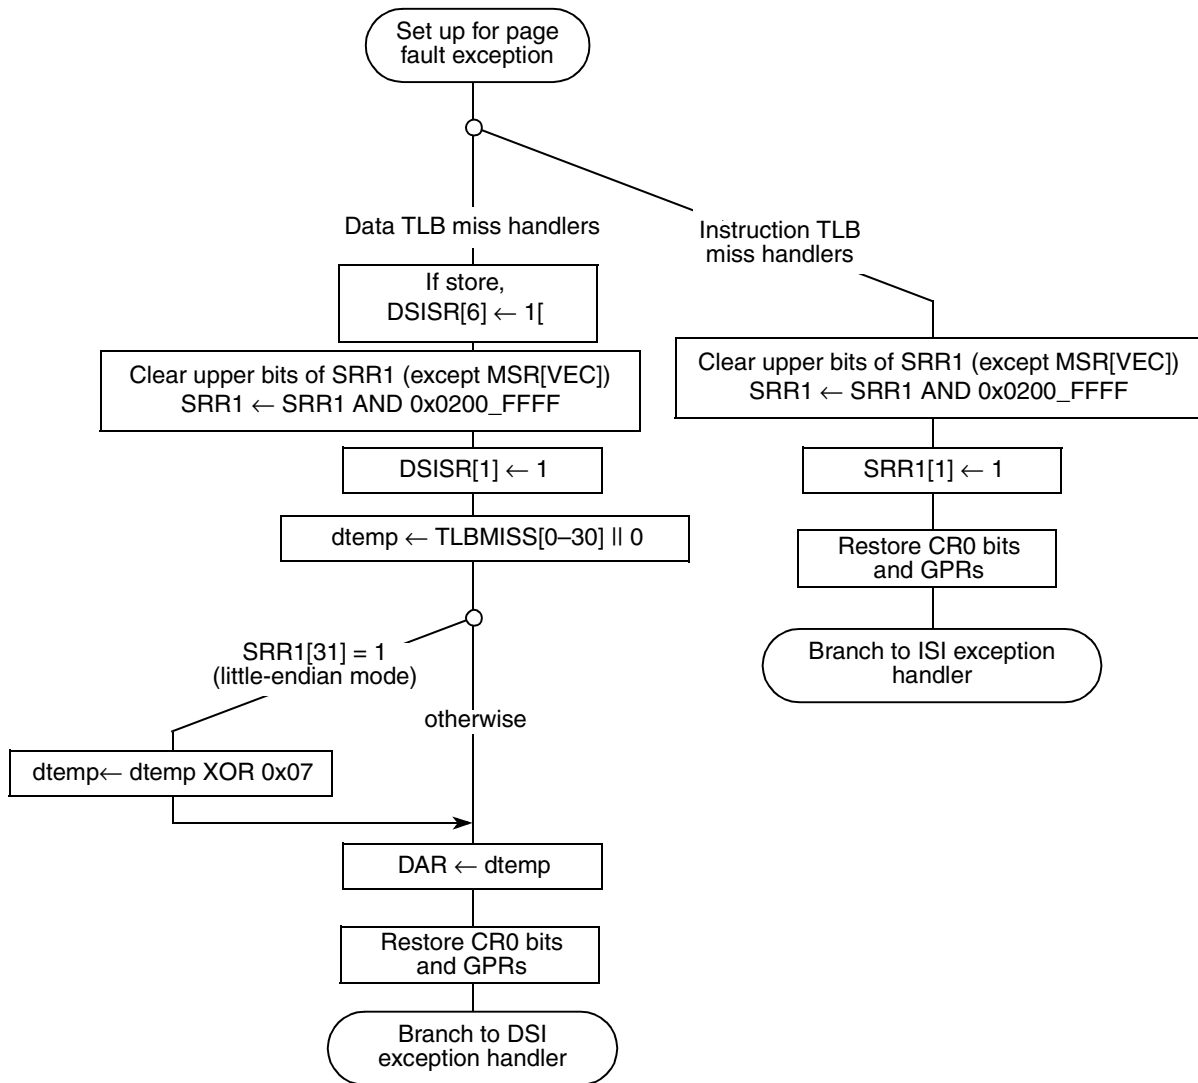 Set up for page
fault exception
Data TLB miss handlers
Instruction TLB
miss handlers
If store,
DSISR[6] ← 1[
Clear upper bits of SRR1 (except MSR[VEC])
SRR1 ← SRR1 AND 0x0200_FFFF
Clear upper bits of SRR1 (except MSR[VEC])
SRR1 ← SRR1 AND 0x0200_FFFF
DSISR[1] ← 1
SRR1[1] ← 1
dtemp ← TLBMISS[0–30] || 0
Restore CR0 bits
and GPRs
SRR1[31] = 1
(little-endian mode)
Branch to ISI exception
handler
otherwise
dtemp← dtemp XOR 0x07
DAR ← dtemp
Restore CR0 bits
and GPRs
Branch to DSI
exception handler